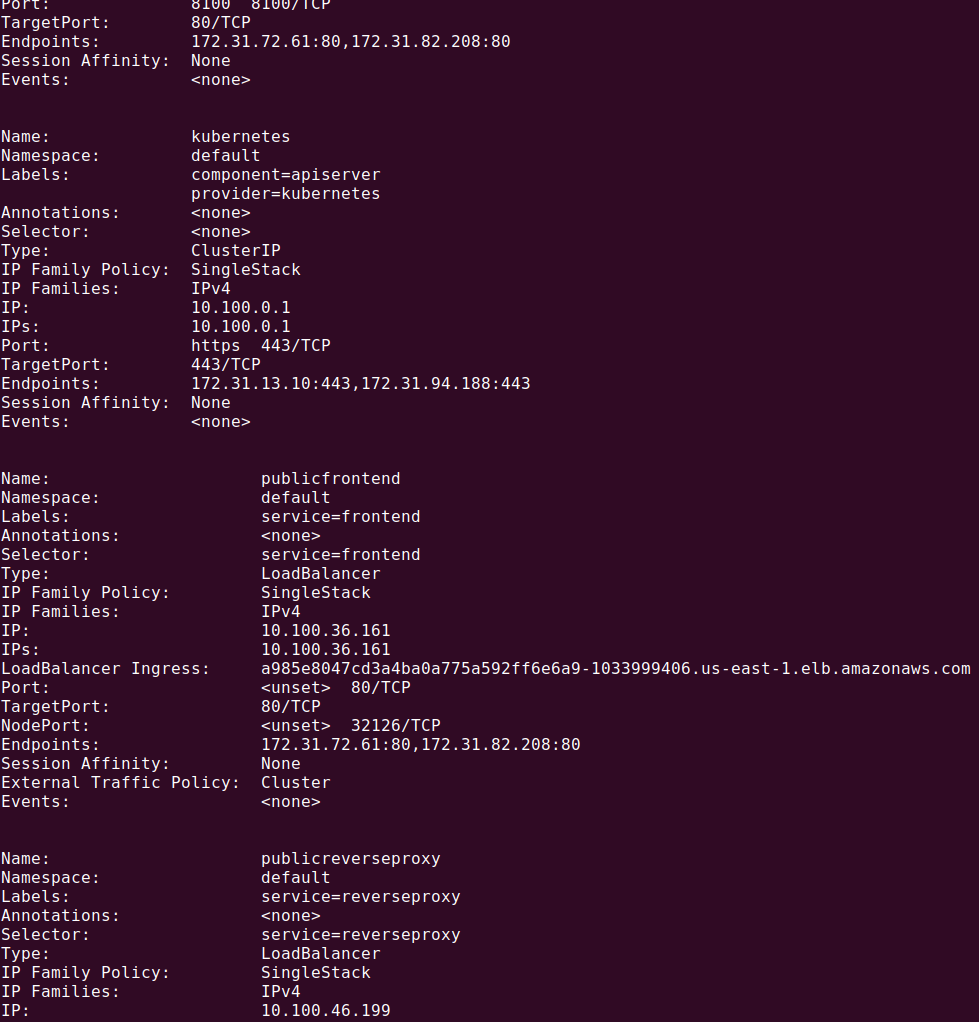 Port:              8100  8100/TCP
TargetPort:        80/TCP
Endpoints:         172.31.72.61:80,172.31.82.208:80
Session Affinity:  None
Events:            <none>
Name:              kubernetes
Namespace:         default
Labels:            component=apiserver
                   provider=kubernetes
Annotations:       <none>
Selector:          <none>
Type:              ClusterIP
IP Family Policy:  SingleStack
IP Families:       IPv4
IP:                10.100.0.1
IPs:               10.100.0.1
Port:              https  443/TCP
TargetPort:        443/TCP
Endpoints:         172.31.13.10:443,172.31.94.188:443
Session Affinity:  None
Events:            <none>
Name:                     publicfrontend
Namespace:                default
Labels:                   service=frontend
Annotations:              <none>
Selector:                 service=frontend
Type:                     LoadBalancer
IP Family Policy:         SingleStack
IP Families:              IPv4
IP:                       10.100.36.161
IPs:                      10.100.36.161
LoadBalancer Ingress:     a985e8047cd3a4ba0a775a592ff6e6a9-1033999406.us-east-1.elb.amazonaws.com
Port:                     <unset>  80/TCP
TargetPort:               80/TCP
NodePort:                 <unset>  32126/TCP
Endpoints:                172.31.72.61:80,172.31.82.208:80
Session Affinity:         None
External Traffic Policy:  Cluster
Events:                   <none>
Name:                     publicreverseproxy
Namespace:                default
Labels:                   service=reverseproxy
Annotations:              <none>
Selector:                 service=reverseproxy
Type:                     LoadBalancer
IP Family Policy:         SingleStack
IP Families:              IPv4
IP:                       10.100.46.199